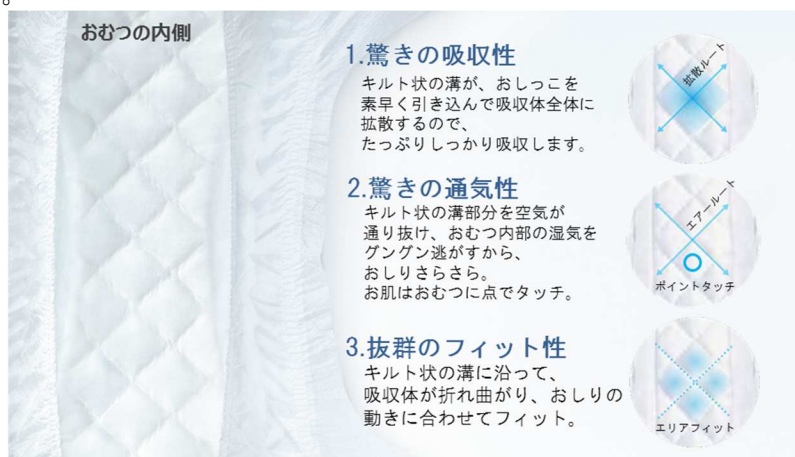 おむつの内側
1.驚きの吸収性
キルト状の溝が、おしっこを
素早く引き込んで吸収体全体に
拡散するので、
たっぷりしっかり吸収します。
拡散ルート
2.驚きの通気性
キルト状の溝部分を空気が
通り抜け、おむつ内部の湿気を
グングン逃がすから、
おしりさらさら。
お肌はおむつに点でタッチ。
エアールート
ポイントタッチ
3.抜群のフィット性
キルト状の溝に沿って、
吸収体が折れ曲がり、おしりの
動きに合わせてフィット。
エリアフィット